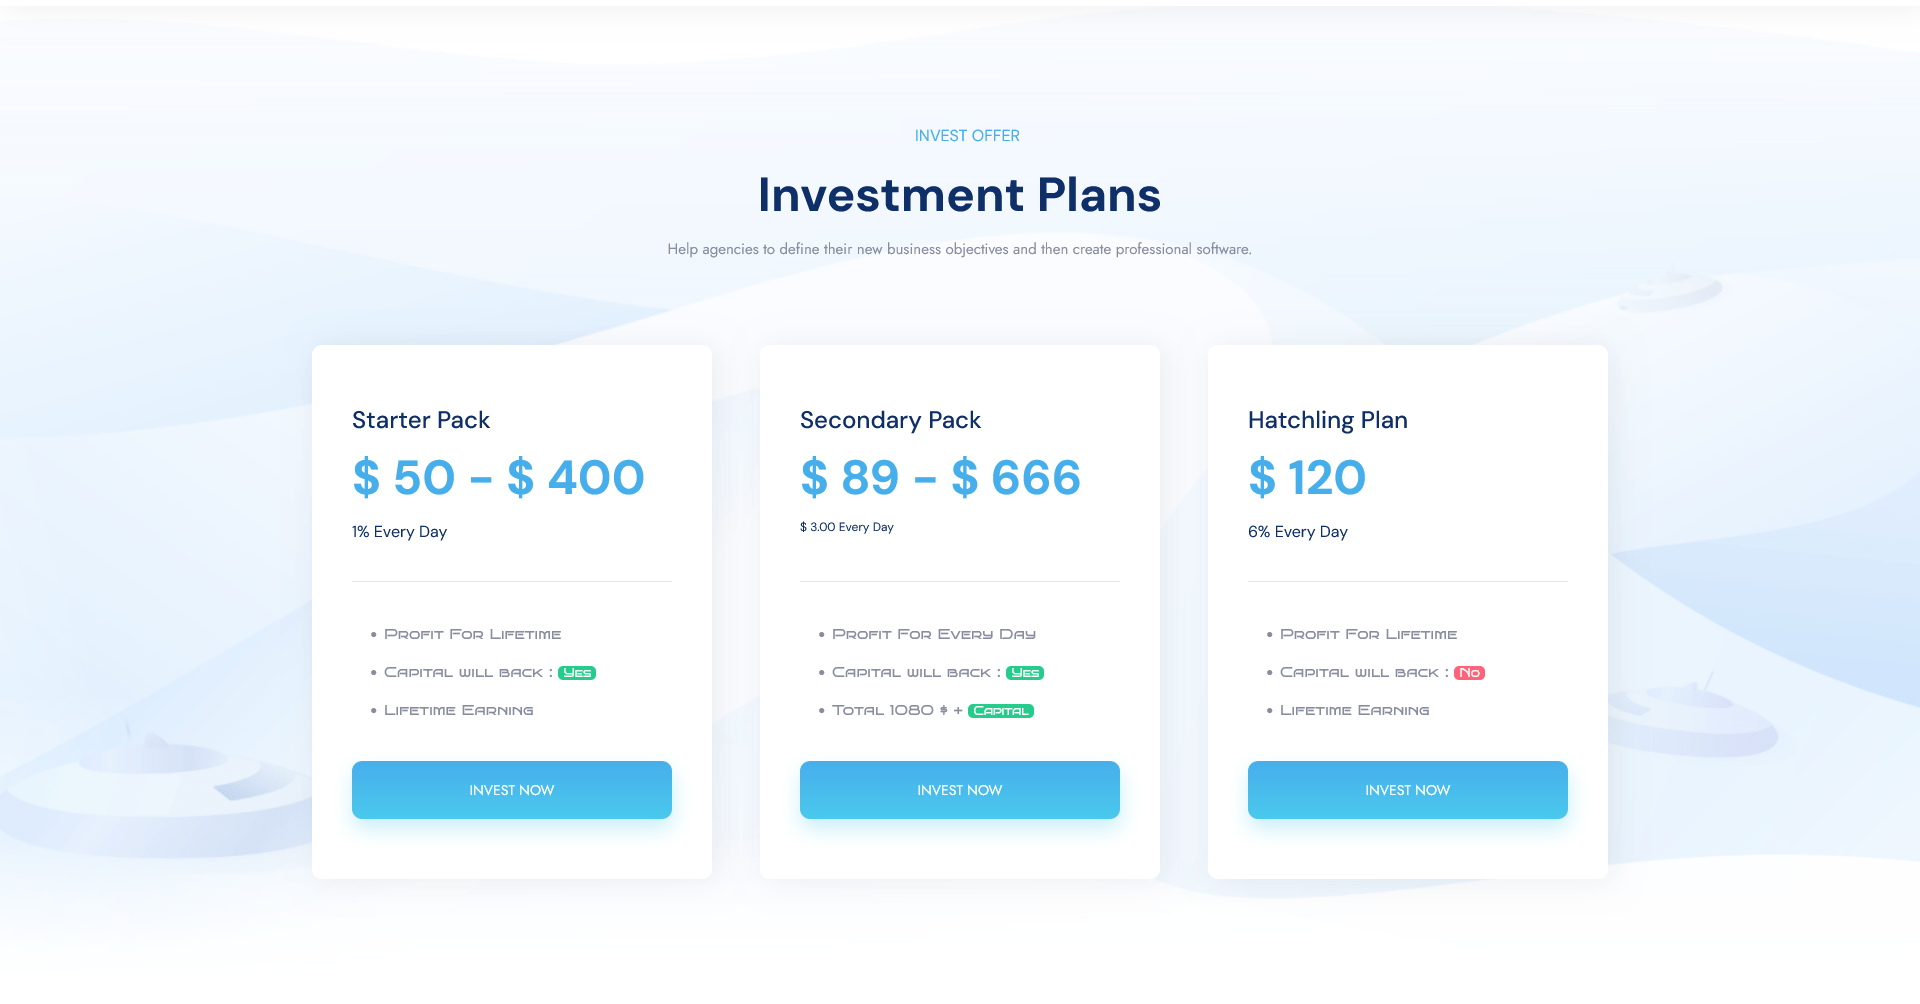 INVEST OFFER
Investment Plans
Help agencies to define their new business objectives and then create professional software.
Starter Pack
$ 50 - $ 400
1% Every Day
• Profit For Lifetime
• Capital will back : Yes
• Lifetime Earning
INVEST NOW
Secondary Pack
$ 89 - $ 666
$ 3.00 Every Day
• Profit For Every Day
• Capital will back : Yes
• Total 1080 $ + Capital
INVEST NOW
Hatchling Plan
$ 120
6% Every Day
• Profit For Lifetime
• Capital will back : No
• Lifetime Earning
INVEST NOW